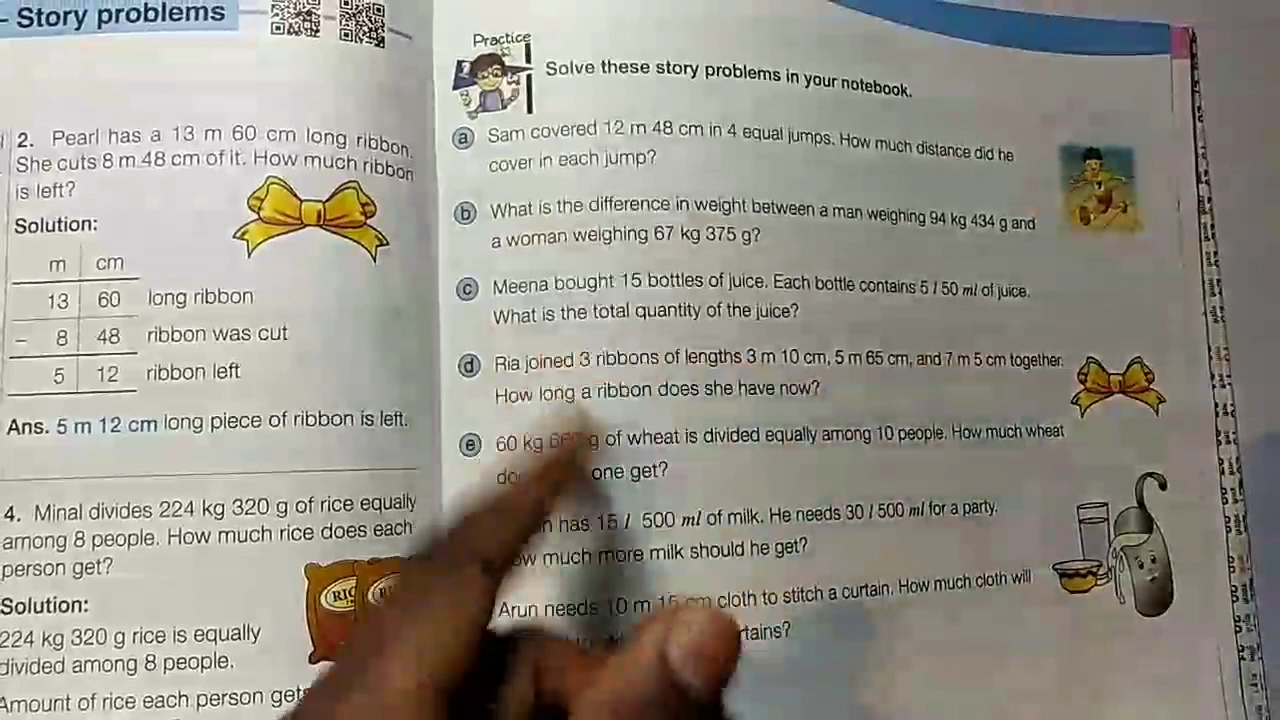 - Story problems
2. Pearl has a 13 m 60 cm long ribbon.
She cuts 8 m 48 cm of it. How much ribbon
is left?
Solution:
m cm
13 60 long ribbon
- 8 48 ribbon was cut
5 12 ribbon left
Ans. 5 m 12 cm long piece of ribbon is left.
4. Minal divides 224 kg 320 g of rice equally
among 8 people. How much rice does each
person get?
Solution:
224 kg 320 g rice is equally
divided among 8 people.
Amount of rice each person get
Practice
Solve these story problems in your notebook.
a Sam covered 12 m 48 cm in 4 equal jumps. How much distance did he
cover in each jump?
b What is the difference in weight between a man weighing 94 kg 434 g and
a woman weighing 67 kg 375 g?
c Meena bought 15 bottles of juice. Each bottle contains 5 l 50 ml of juice.
What is the total quantity of the juice?
d Ria joined 3 ribbons of lengths 3 m 10 cm, 5 m 65 cm, and 7 m 5 cm together.
How long a ribbon does she have now?
e 60 kg g of wheat is divided equally among 10 people. How much wheat
one get?
has 15 l 500 ml of milk. He needs 30 l 500 ml for a party.
How much more milk should he get?
Arun needs 10 m 15 cm cloth to stitch a curtain. How much cloth will